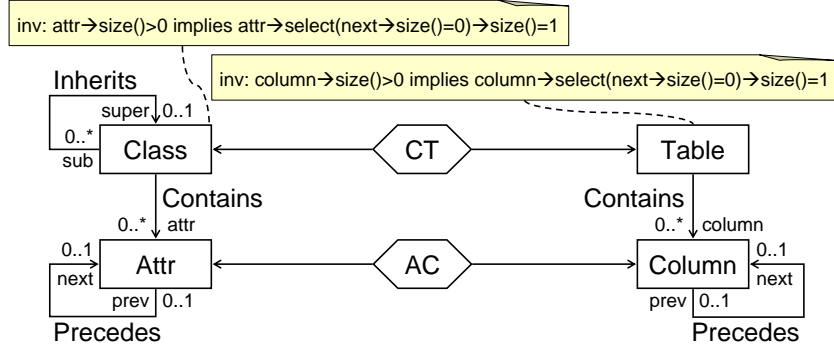 inv: attr→size()>0 implies attr→select(next→size()=0)→size()=1
inv: column→size()>0 implies column→select(next→size()=0)→size()=1
Inherits
super 0..1
0..*
sub
Class
CT
Table
Contains
0..* attr
Contains
0..* column
0..1
next
Attr
AC
Column
0..1
next
prev 0..1
prev 0..1
Precedes
Precedes